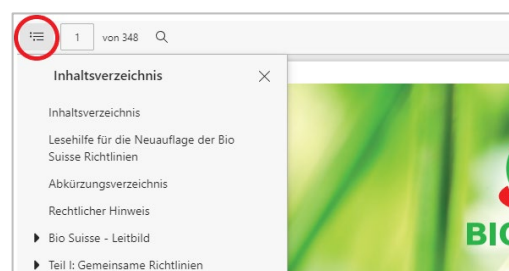 1 von 348
Inhaltsverzeichnis
Inhaltsverzeichnis
Lesehilfe für die Neuauflage der Bio
Suisse Richtlinien
Abkürzungsverzeichnis
Rechtlicher Hinweis
Bio Suisse - Leitbild
Teil I: Gemeinsame Richtlinien